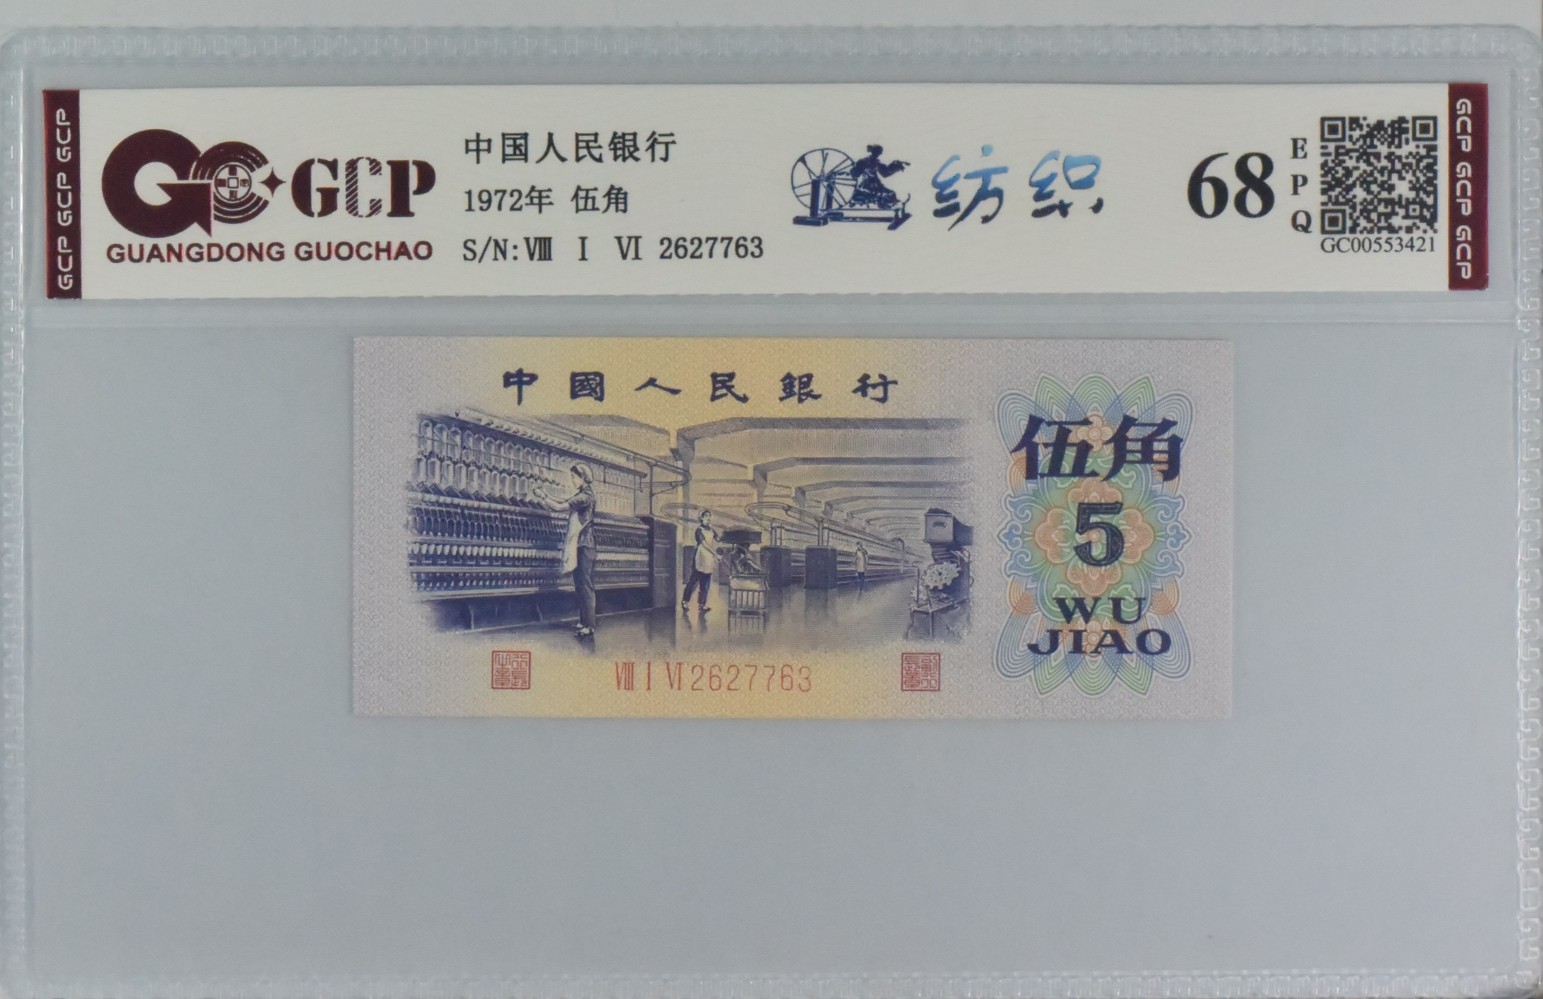 GCP GCP GCP
GCP
GUANGDONG GUOCHAO
中国人民银行
1972年 伍角
S/N:Ⅷ Ⅰ Ⅵ 2627763
纺织
68
EPQ
GC00553421
GCP GCP GCP
中國人民銀行
伍角
5
WU
JIAO
Ⅷ Ⅰ Ⅵ 2627763